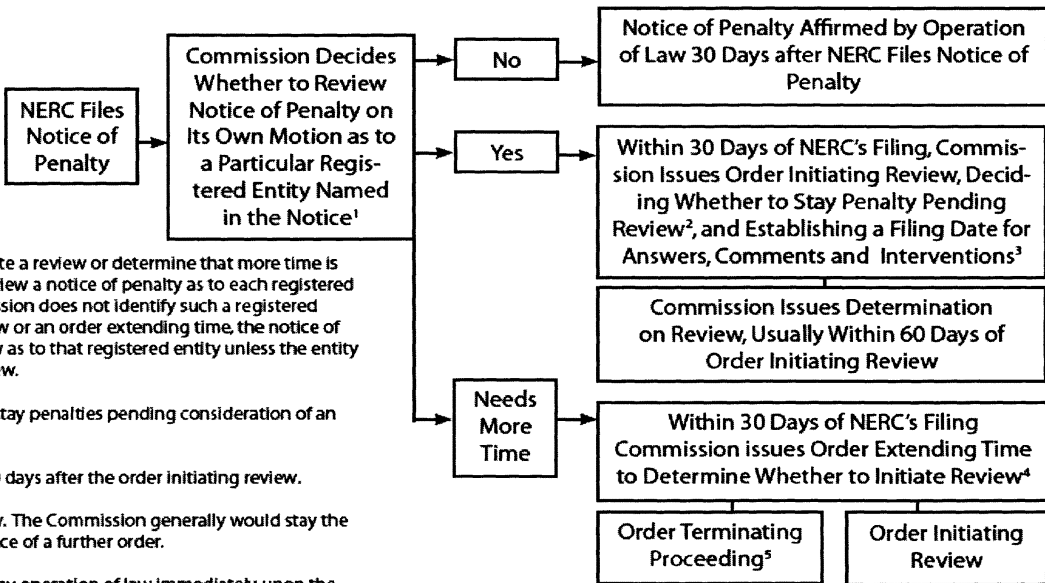 NERC Files
Notice of
Penalty
Commission Decides
Whether to Review
Notice of Penalty on
Its Own Motion as to
a Particular Regis-
tered Entity Named
in the Notice¹
No
Notice of Penalty Affirmed by Operation
of Law 30 Days after NERC Files Notice of
Penalty
Yes
Within 30 Days of NERC's Filing, Commis-
sion Issues Order Initiating Review, Decid-
ing Whether to Stay Penalty Pending
Review², and Establishing a Filing Date for
Answers, Comments and Interventions³
Commission Issues Determination
on Review, Usually Within 60 Days of
Order Initiating Review
Needs
More
Time
Within 30 Days of NERC's Filing
Commission issues Order Extending Time
to Determine Whether to Initiate Review⁴
Order Terminating
Proceeding⁵
Order Initiating
Review
te a review or determine that more time is
iew a notice of penalty as to each registered
ssion does not identify such a registered
w or an order extending time, the notice of
w as to that registered entity unless the entity
ew.
stay penalties pending consideration of an
days after the order initiating review.
y. The Commission generally would stay the
ce of a further order.
by operation of law immediately upon the